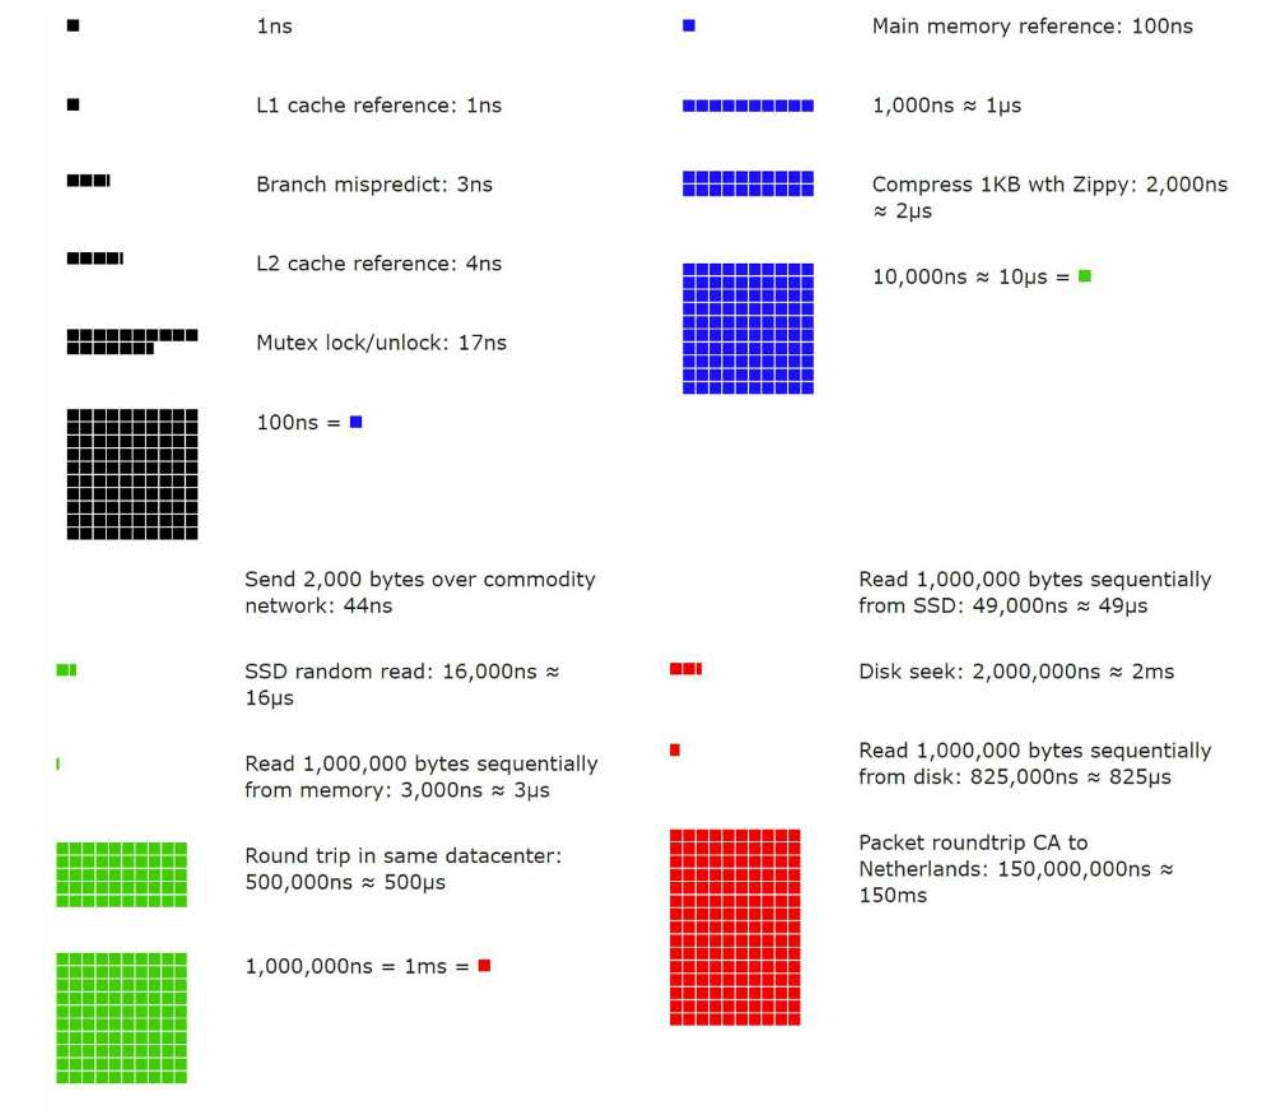 1ns
L1 cache reference: 1ns
Branch mispredict: 3ns
L2 cache reference: 4ns
Mutex lock/unlock: 17ns
100ns =
Main memory reference: 100ns
1,000ns ≈ 1μs
Compress 1KB wth Zippy: 2,000ns
≈ 2μs
10,000ns ≈ 10μs =
Send 2,000 bytes over commodity
network: 44ns
SSD random read: 16,000ns ≈
16μs
Read 1,000,000 bytes sequentially
from memory: 3,000ns ≈ 3μs
Round trip in same datacenter:
500,000ns ≈ 500μs
1,000,000ns = 1ms =
Read 1,000,000 bytes sequentially
from SSD: 49,000ns ≈ 49μs
Disk seek: 2,000,000ns ≈ 2ms
Read 1,000,000 bytes sequentially
from disk: 825,000ns ≈ 825μs
Packet roundtrip CA to
Netherlands: 150,000,000ns ≈
150ms